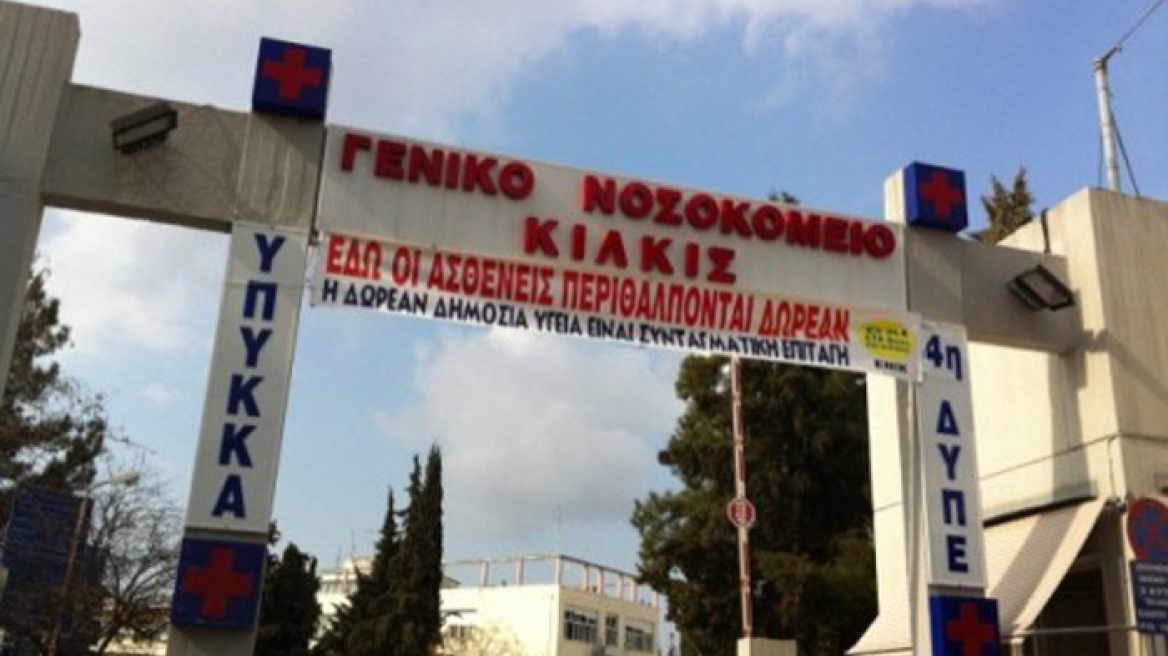 ΓΕΝΙΚΟ ΝΟΣΟΚΟΜΕΙΟ
ΚΙΛΚΙΣ
ΕΔΩ ΟΙ ΑΣΘΕΝΕΙΣ ΠΕΡΙΘΑΛΠΟΝΤΑΙ ΔΩΡΕΑΝ
Η ΔΩΡΕΑΝ ΔΗΜΟΣΙΑ ΥΓΕΙΑ ΕΙΝΑΙ ΣΥΝΤΑΓΜΑΤΙΚΗ ΕΠΙΤΑΓΗ
ΥΠΥΚΚΑ
4η ΔΥΠΕ